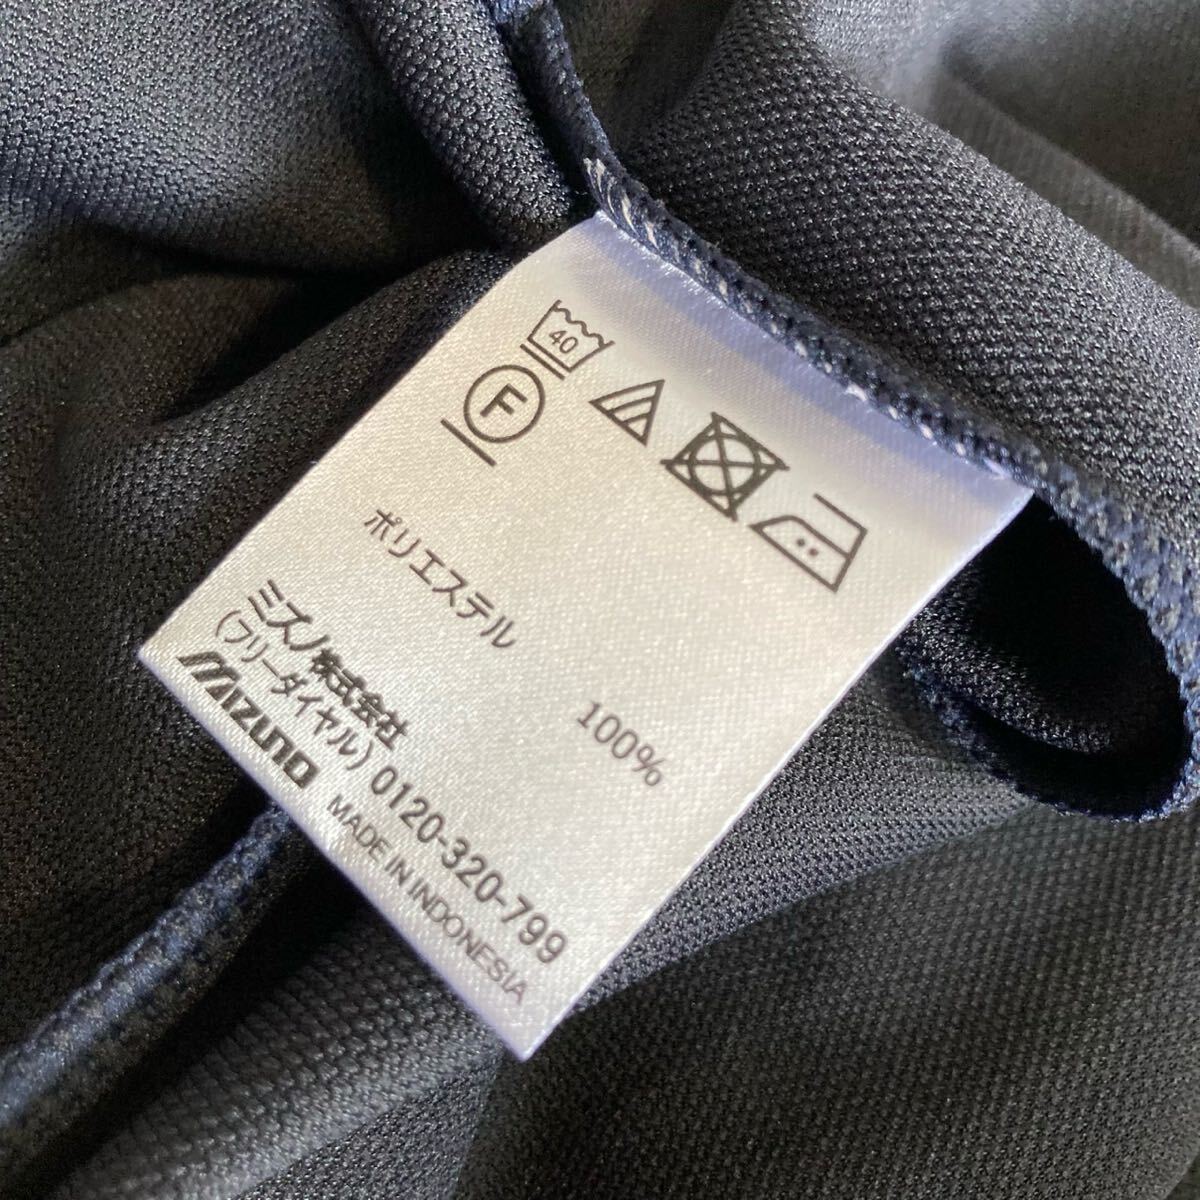 40
F
ポリエステル 100%
ミズノ株式会社
(フリーダイヤル) 0120-320-799
MIZUNO MADE IN INDONESIA